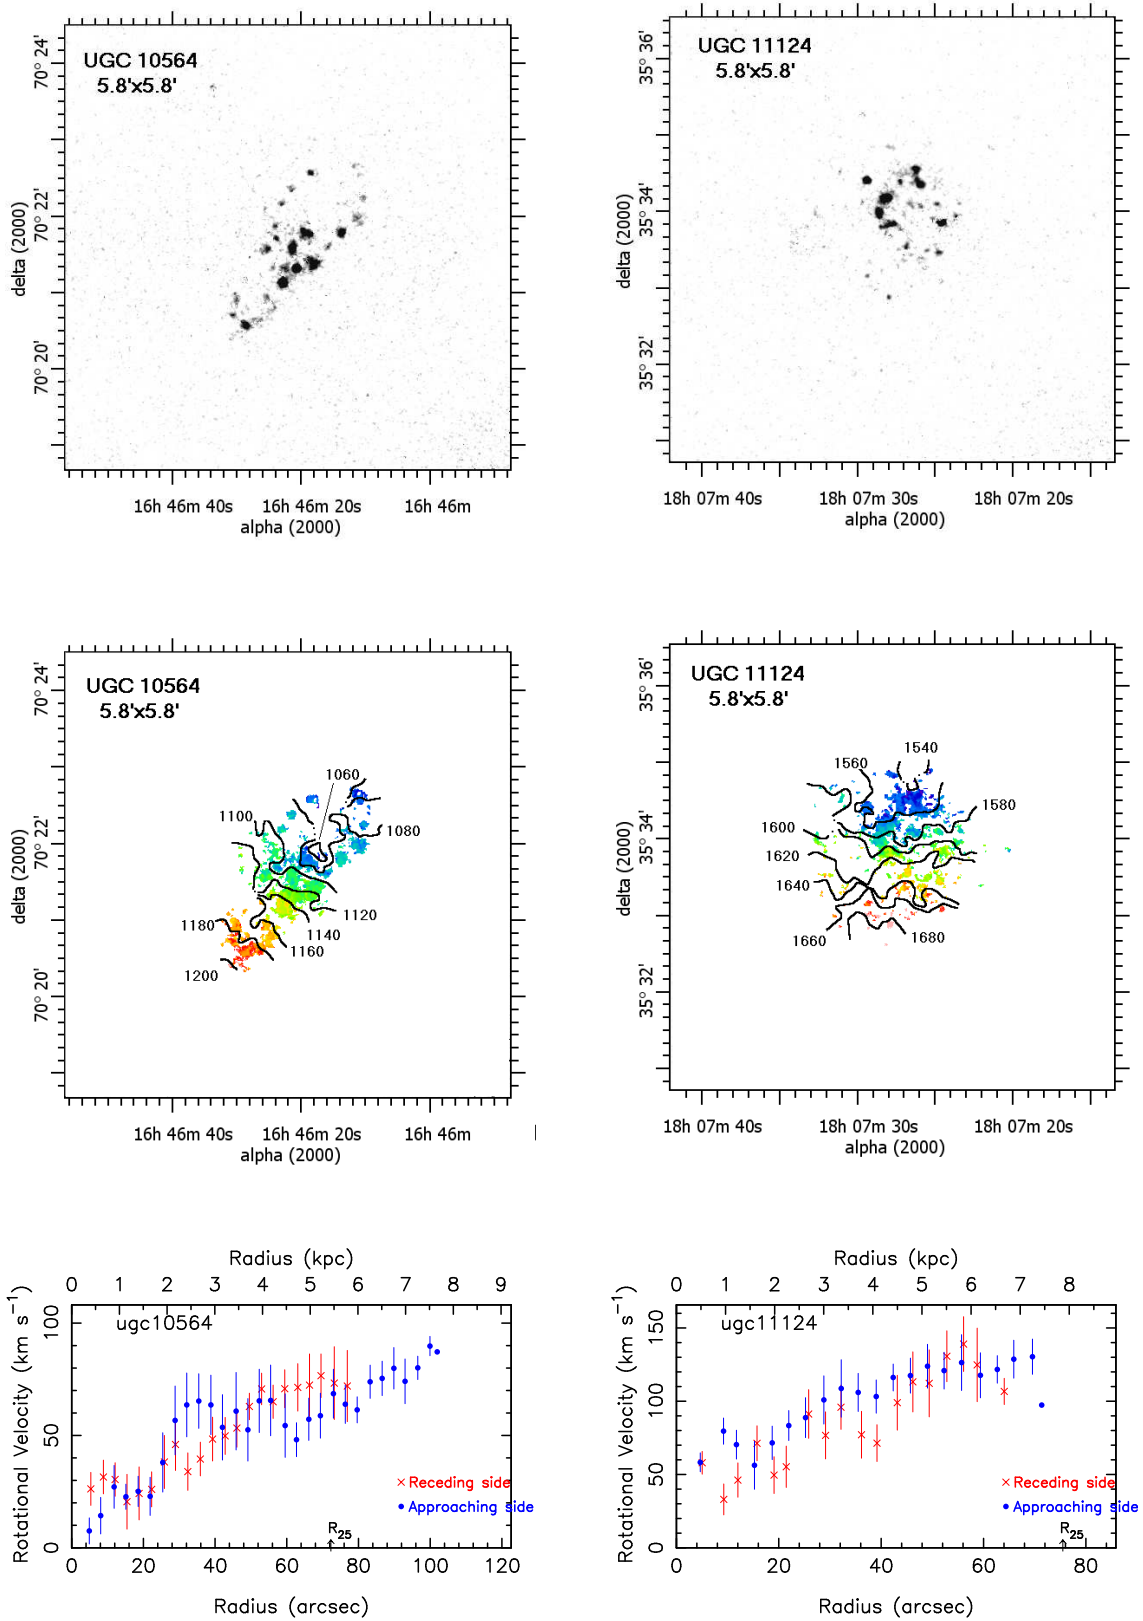 UGC 10564
5.8'x5.8'
70° 24'
70° 22'
70° 20'
delta (2000)
16h 46m 40s 16h 46m 20s 16h 46m
alpha (2000)
UGC 11124
5.8'x5.8'
35° 36'
35° 34'
35° 32'
delta (2000)
18h 07m 40s 18h 07m 30s 18h 07m 20s
alpha (2000)
UGC 10564
5.8'x5.8'
70° 24'
70° 22'
70° 20'
delta (2000)
1060
1100
1080
1120
1180
1140
1160
1200
16h 46m 40s 16h 46m 20s 16h 46m
alpha (2000)
UGC 11124
5.8'x5.8'
35° 36'
35° 34'
35° 32'
delta (2000)
1540
1560
1580
1600
1620
1640
1660
1680
18h 07m 40s 18h 07m 30s 18h 07m 20s
alpha (2000)
Radius (kpc)
0 1 2 3 4 5 6 7 8 9
ugc10564
Rotational Velocity (km s⁻¹)
100
50
0
× Receding side
• Approaching side
R₂₅
0 20 40 60 80 100 120
Radius (arcsec)
Radius (kpc)
0 1 2 3 4 5 6 7 8
ugc11124
Rotational Velocity (km s⁻¹)
150
100
50
0
× Receding side
• Approaching side
R₂₅
0 20 40 60 80
Radius (arcsec)